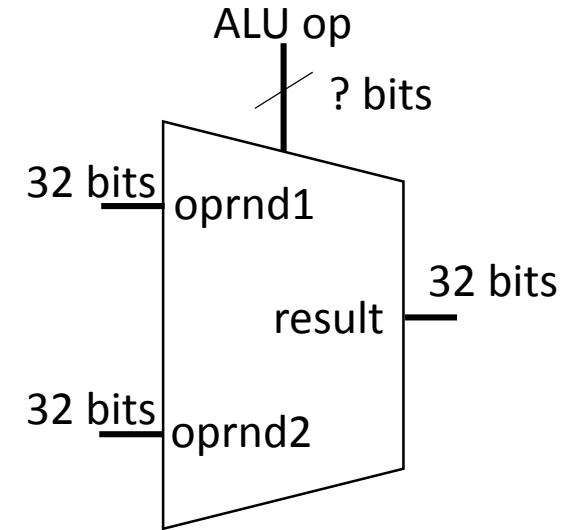 ALU op
? bits
32 bits
oprnd1
32 bits
result
32 bits
oprnd2